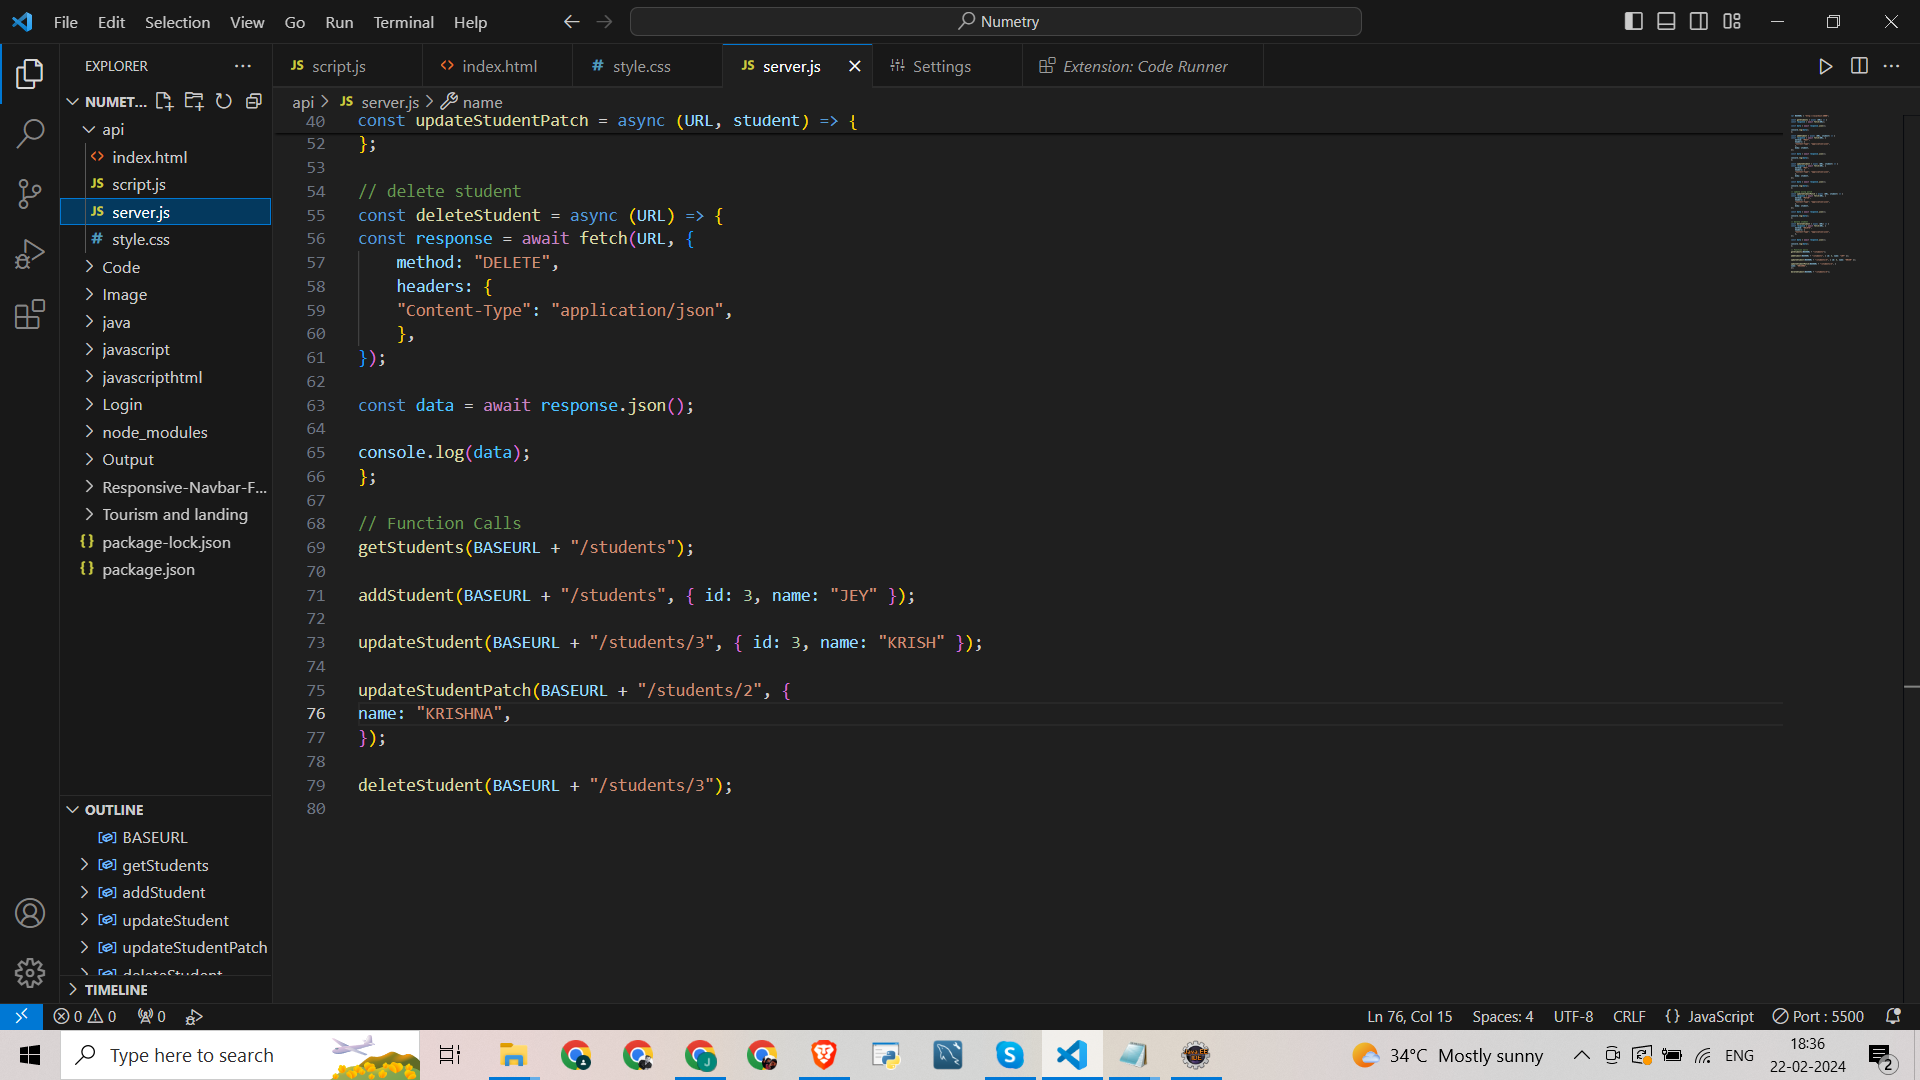 File Edit Selection View Go Run Terminal Help
Numetry
EXPLORER
script.js
index.html
style.css
server.js
Settings
Extension: Code Runner
NUMET...
api > JS server.js > name
api
index.html
script.js
server.js
style.css
Code
Image
java
javascript
javascripthtml
Login
node_modules
Output
Responsive-Navbar-F...
Tourism and landing
package-lock.json
package.json
OUTLINE
BASEURL
getStudents
addStudent
updateStudent
updateStudentPatch
deleteStudent
TIMELINE
40 const updateStudentPatch = async (URL, student) => {
52 };
53
54 // delete student
55 const deleteStudent = async (URL) => {
56 const response = await fetch(URL, {
57 method: "DELETE",
58 headers: {
59 "Content-Type": "application/json",
60 },
61 });
62
63 const data = await response.json();
64
65 console.log(data);
66 };
67
68 // Function Calls
69 getStudents(BASEURL + "/students");
70
71 addStudent(BASEURL + "/students", { id: 3, name: "JEY" });
72
73 updateStudent(BASEURL + "/students/3", { id: 3, name: "KRISH" });
74
75 updateStudentPatch(BASEURL + "/students/2", {
76 name: "KRISHNA",
77 });
78
79 deleteStudent(BASEURL + "/students/3");
80
0 0 0
Ln 76, Col 15 Spaces: 4 UTF-8 CRLF {} JavaScript Port : 5500
Type here to search
34°C Mostly sunny
ENG
18:36
22-02-2024
2